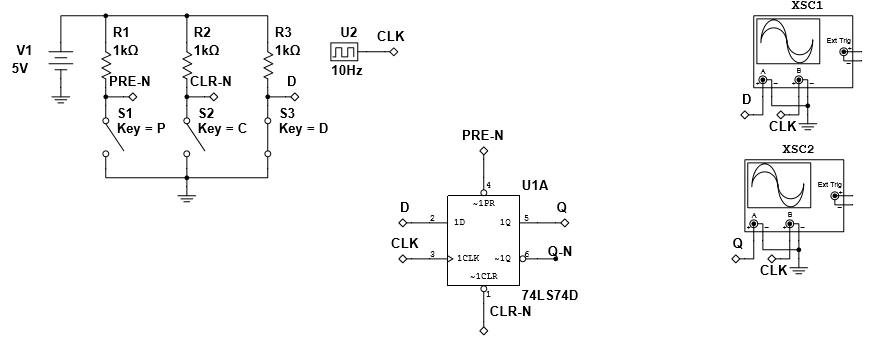 V1
5V
R1
1kΩ
PRE-N
S1
Key = P
R2
1kΩ
CLR-N
S2
Key = C
R3
1kΩ
D
S3
Key = D
U2
10Hz
CLK
XSC1
Ext Trig
+
-
A
B
+ - + -
D
CLK
XSC2
Ext Trig
+
-
A
B
+ - + -
Q
CLK
PRE-N
4
U1A
~1PR
D 2 1D 1Q 5 Q
CLK 3 1CLK ~1Q 6 Q-N
~1CLR
1
74LS74D
CLR-N